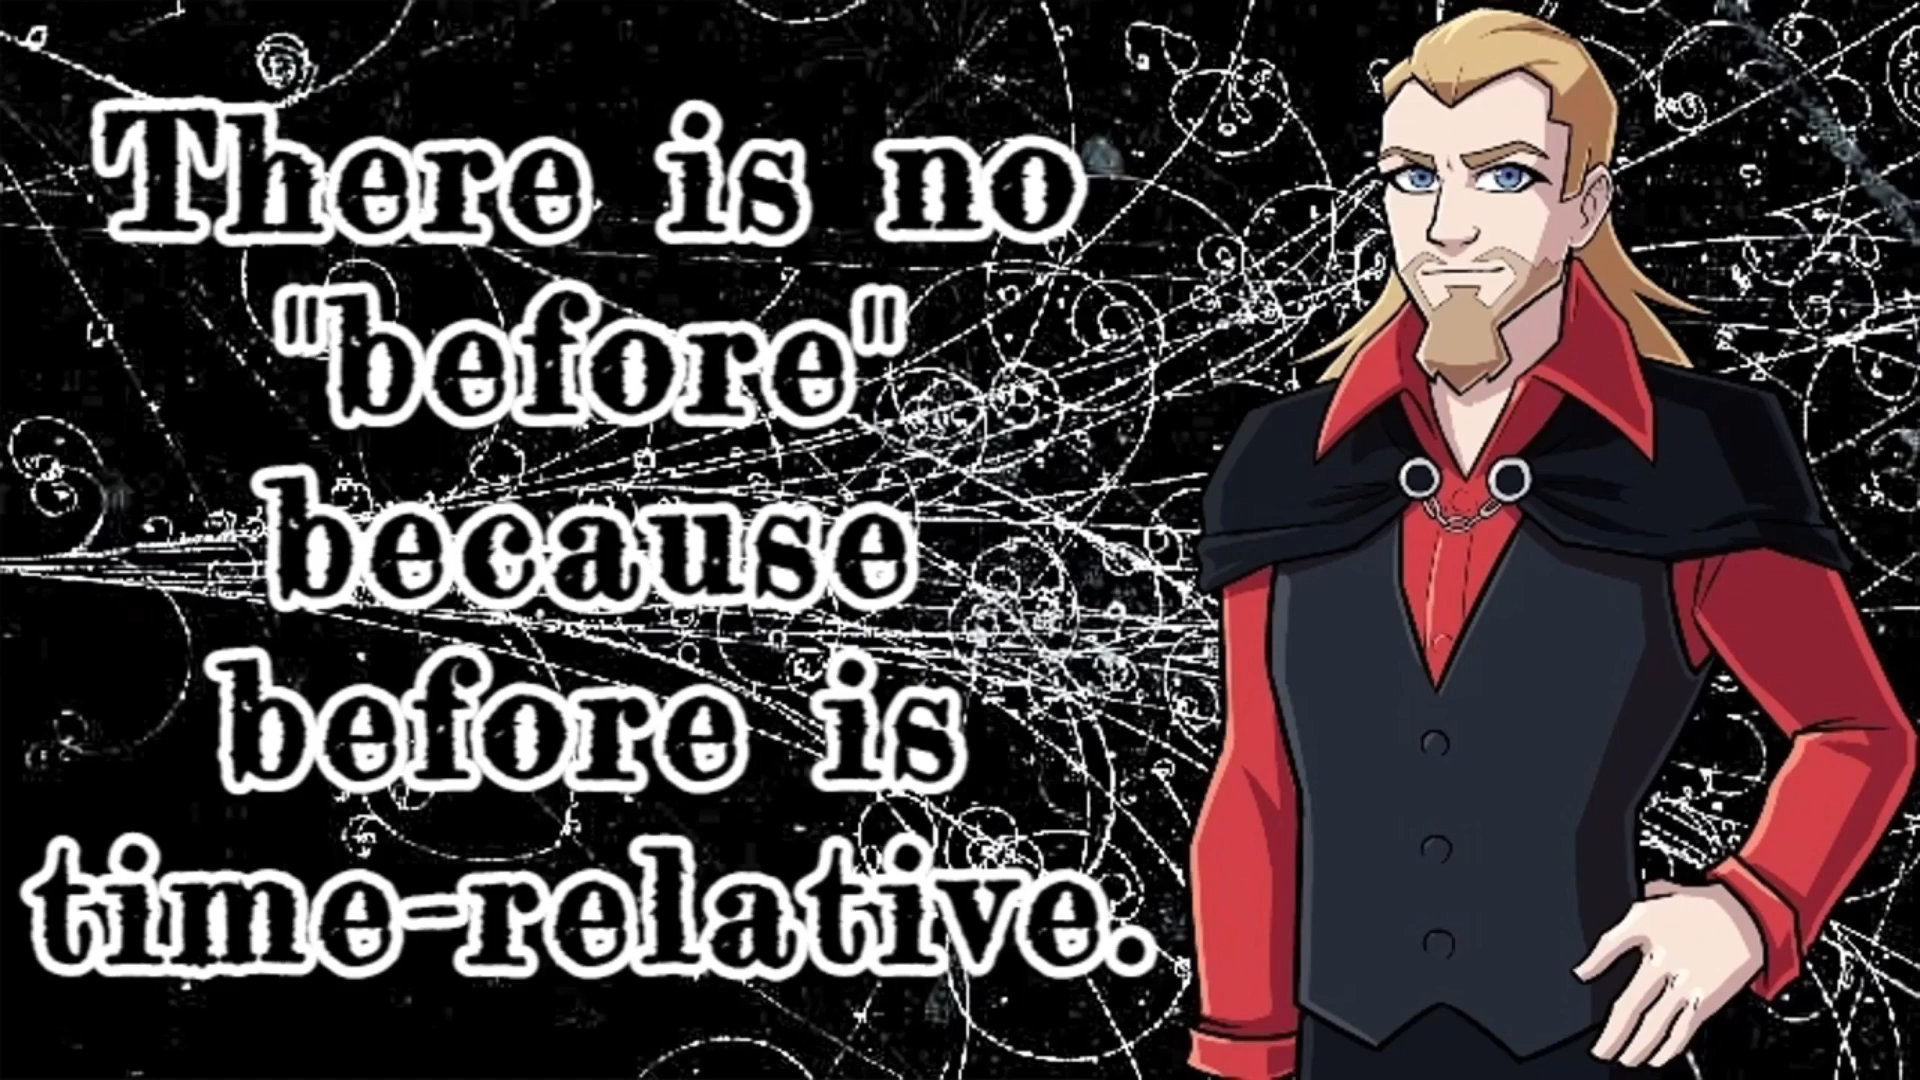 There is no
"before"
because
before is
time-relative.